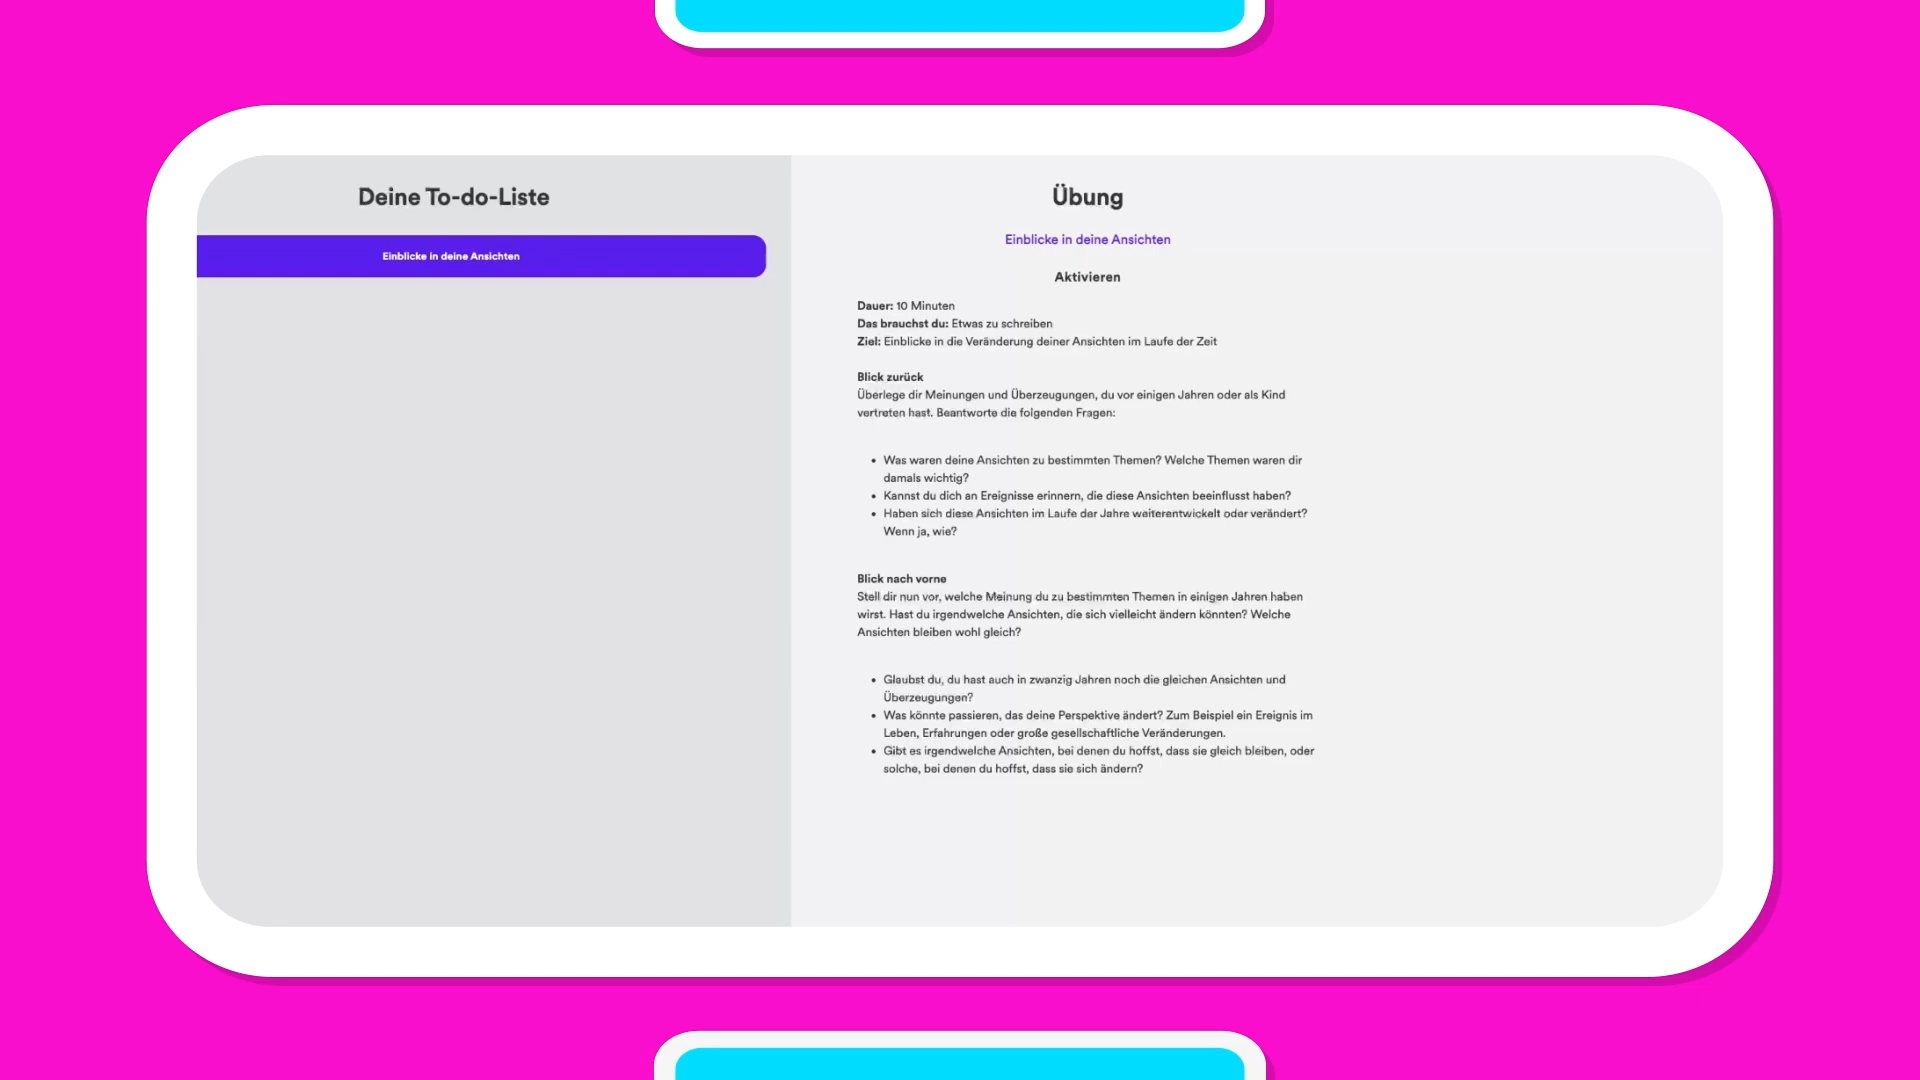 Deine To-do-Liste
Einblicke in deine Ansichten
Übung
Einblicke in deine Ansichten
Aktivieren
Dauer: 10 Minuten
Das brauchst du: Etwas zu schreiben
Ziel: Einblicke in die Veränderung deiner Ansichten im Laufe der Zeit
Blick zurück
Überlege dir Meinungen und Überzeugungen, du vor einigen Jahren oder als Kind
vertreten hast. Beantworte die folgenden Fragen:
• Was waren deine Ansichten zu bestimmten Themen? Welche Themen waren dir
damals wichtig?
• Kannst du dich an Ereignisse erinnern, die diese Ansichten beeinflusst haben?
• Haben sich diese Ansichten im Laufe der Jahre weiterentwickelt oder verändert?
Wenn ja, wie?
Blick nach vorne
Stell dir nun vor, welche Meinung du zu bestimmten Themen in einigen Jahren haben
wirst. Hast du irgendwelche Ansichten, die sich vielleicht ändern könnten? Welche
Ansichten bleiben wohl gleich?
• Glaubst du, du hast auch in zwanzig Jahren noch die gleichen Ansichten und
Überzeugungen?
• Was könnte passieren, das deine Perspektive ändert? Zum Beispiel ein Ereignis im
Leben, Erfahrungen oder große gesellschaftliche Veränderungen.
• Gibt es irgendwelche Ansichten, bei denen du hoffst, dass sie gleich bleiben, oder
solche, bei denen du hoffst, dass sie sich ändern?